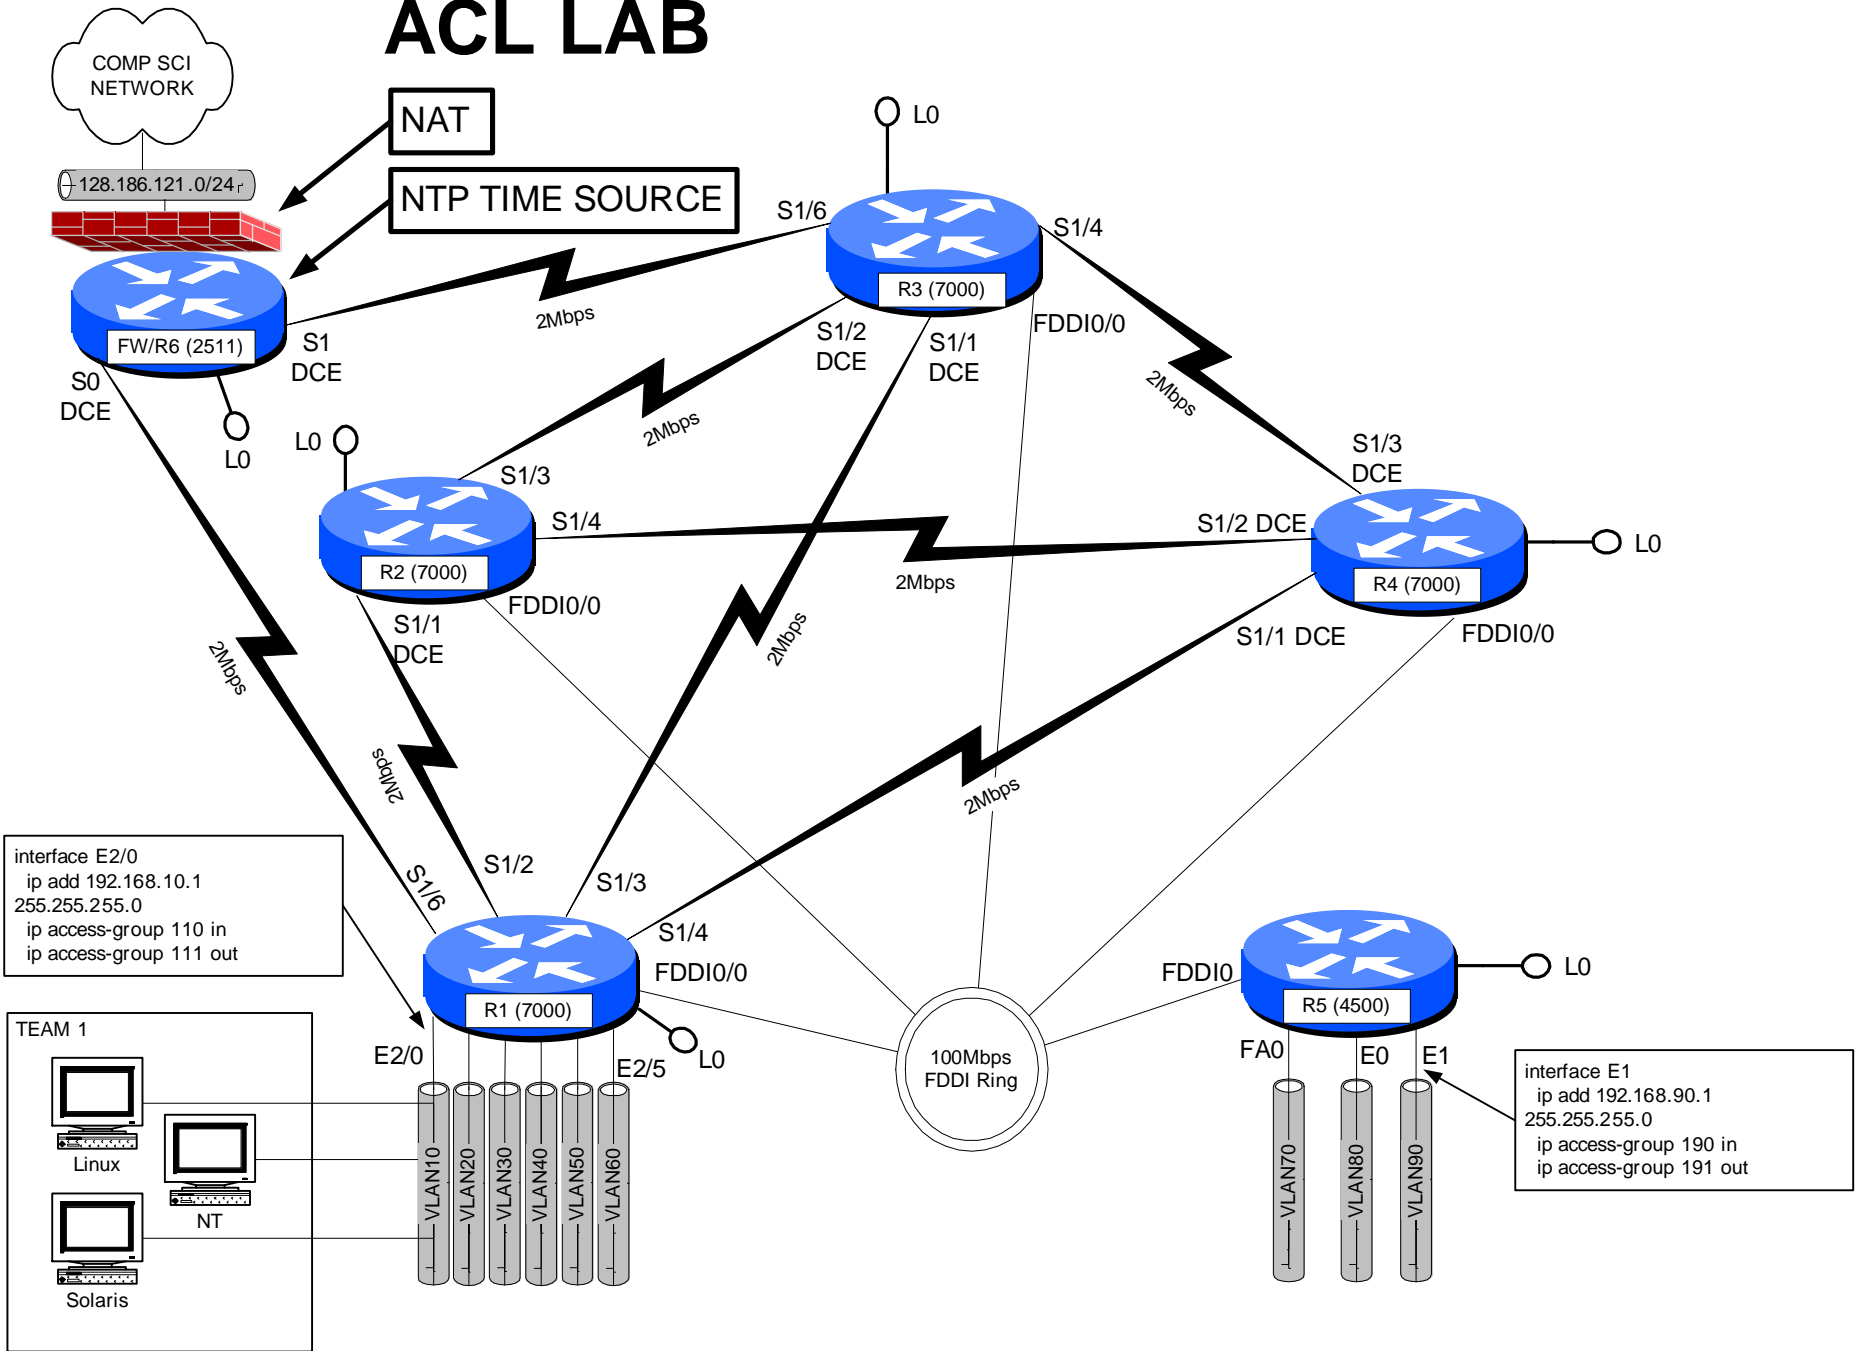 ACL LAB
COMP SCI
NETWORK
NAT
128.186.121.0/24
NTP TIME SOURCE
L0
S1/6
S1/4
R3 (7000)
FDDI0/0
2Mbps
S1/2
DCE
S1/1
DCE
FW/R6 (2511)
S1
DCE
S0
DCE
L0
2Mbps
2Mbps
L0
S1/3
S1/4
R2 (7000)
FDDI0/0
S1/1
DCE
S1/3
DCE
S1/2 DCE
L0
R4 (7000)
S1/1 DCE
FDDI0/0
2Mbps
2Mbps
2Mbps
2Mbps
2Mbps
interface E2/0
ip add 192.168.10.1
255.255.255.0
ip access-group 110 in
ip access-group 111 out
S1/6
S1/2
S1/3
S1/4
FDDI0/0
R1 (7000)
L0
E2/0
E2/5
100Mbps
FDDI Ring
FDDI0
L0
R5 (4500)
FA0
E0
E1
interface E1
ip add 192.168.90.1
255.255.255.0
ip access-group 190 in
ip access-group 191 out
TEAM 1
Linux
NT
Solaris
VLAN10
VLAN20
VLAN30
VLAN40
VLAN50
VLAN60
VLAN70
VLAN80
VLAN90